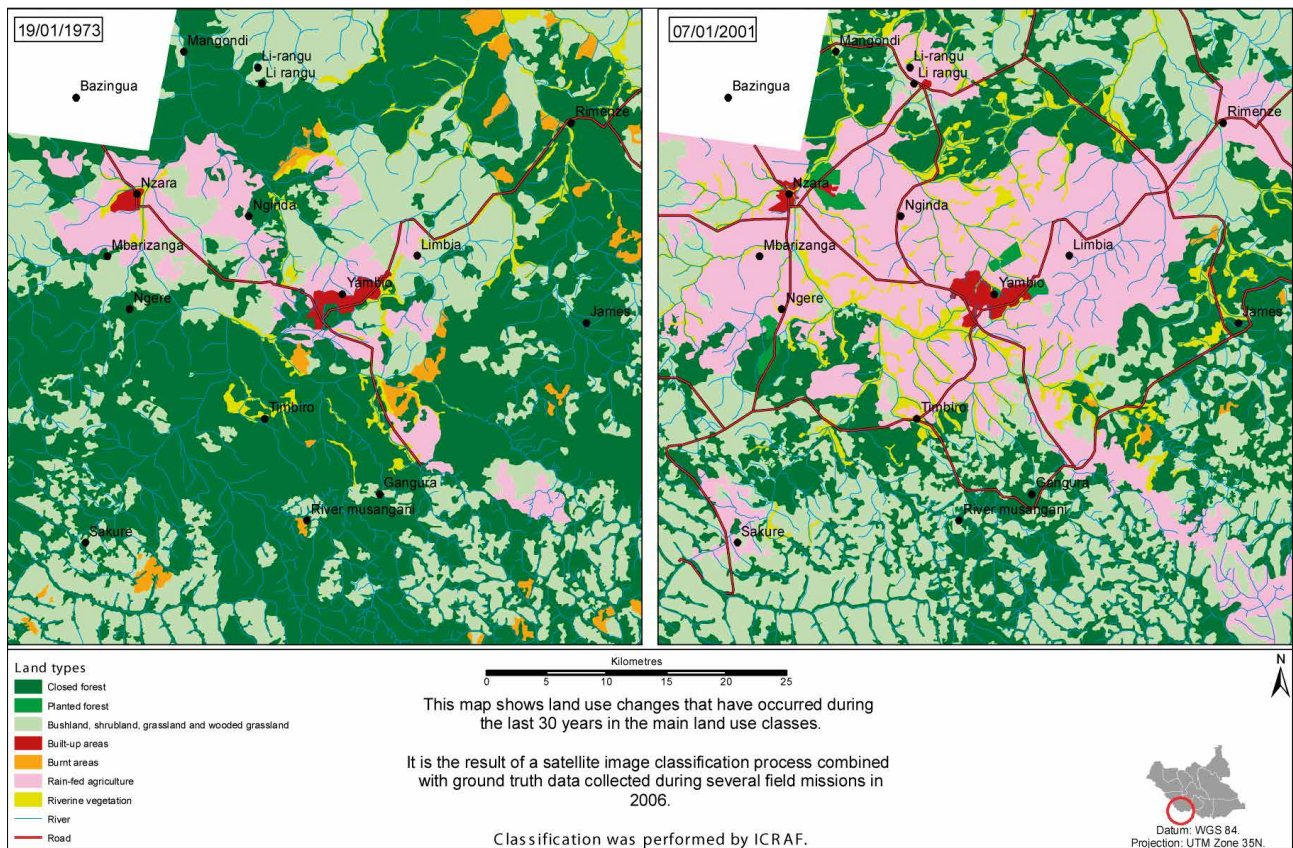 19/01/1973
Mangondi
Li-rangu
Li rangu
Bazingua
Rimenze
Nzara
Nginda
Mbarizanga
Limbia
Yambio
Ngere
James
Timbiro
Gangura
River musangani
Sakure
07/01/2001
Mangondi
Li-rangu
Li rangu
Bazingua
Rimenze
Nzara
Nginda
Mbarizanga
Limbia
Yambio
Ngere
James
Timbiro
Gangura
River musangani
Sakure
Land types
Closed forest
Planted forest
Bushland, shrubland, grassland and wooded grassland
Built-up areas
Burnt areas
Rain-fed agriculture
Riverine vegetation
River
Road
Kilometres
0 5 10 15 20 25
This map shows land use changes that have occurred during
the last 30 years in the main land use classes.
It is the result of a satellite image classification process combined
with ground truth data collected during several field missions in
2006.
Classification was performed by ICRAF.
N
Datum: WGS 84.
Projection: UTM Zone 35N.